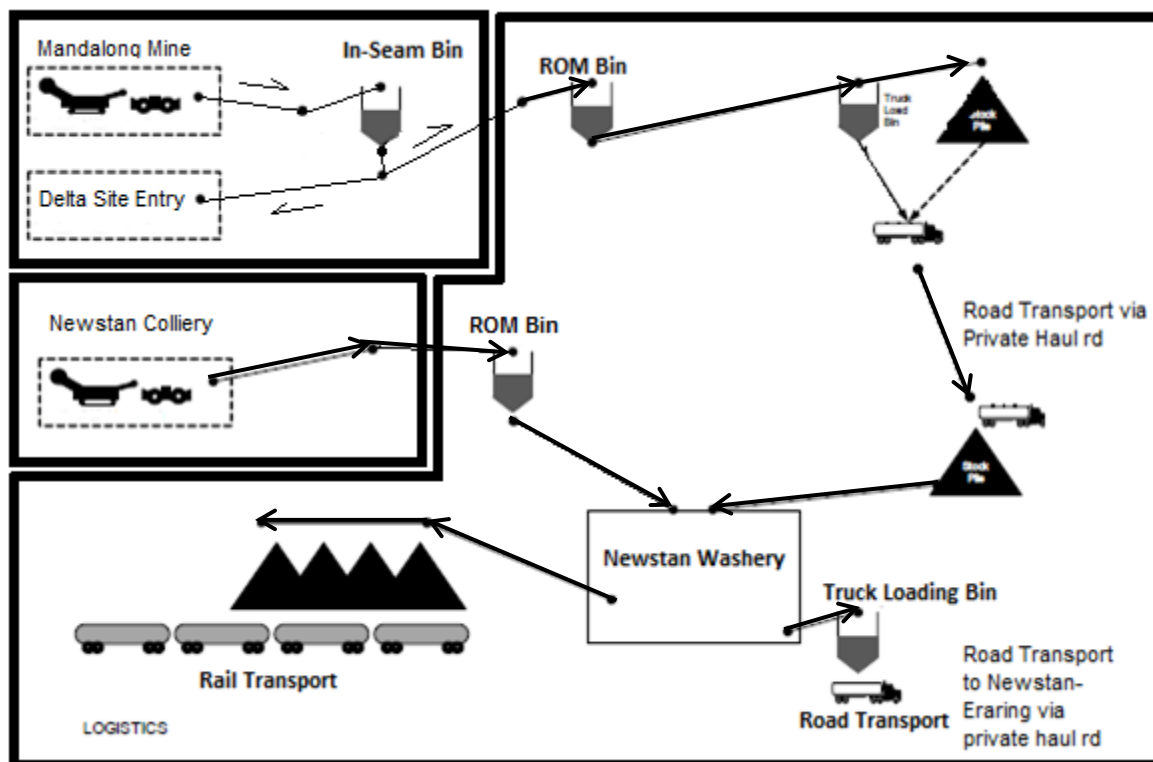 Mandalong Mine
In-Seam Bin
Delta Site Entry
ROM Bin
Truck
Load
Bin
Stock
Pile
Road Transport via
Private Haul rd
Newstan Colliery
ROM Bin
Stock
Pile
Newstan Washery
Truck Loading Bin
Road Transport
Road Transport
to Newstan-
Eraring via
private haul rd
Rail Transport
LOGISTICS